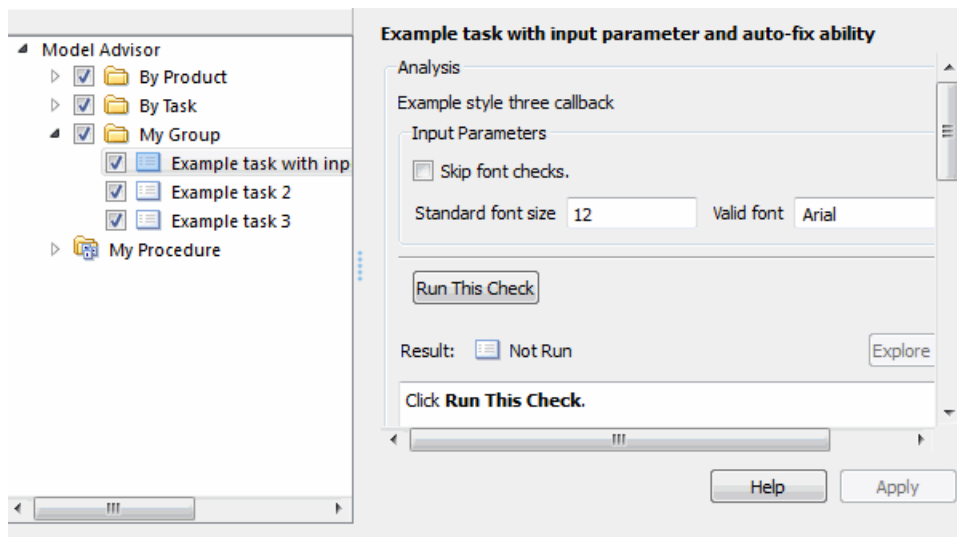 Model Advisor
By Product
By Task
My Group
Example task with inp
Example task 2
Example task 3
My Procedure
Example task with input parameter and auto-fix ability
Analysis
Example style three callback
Input Parameters
Skip font checks.
Standard font size 12 Valid font Arial
Run This Check
Result: Not Run Explore
Click Run This Check.
Help Apply